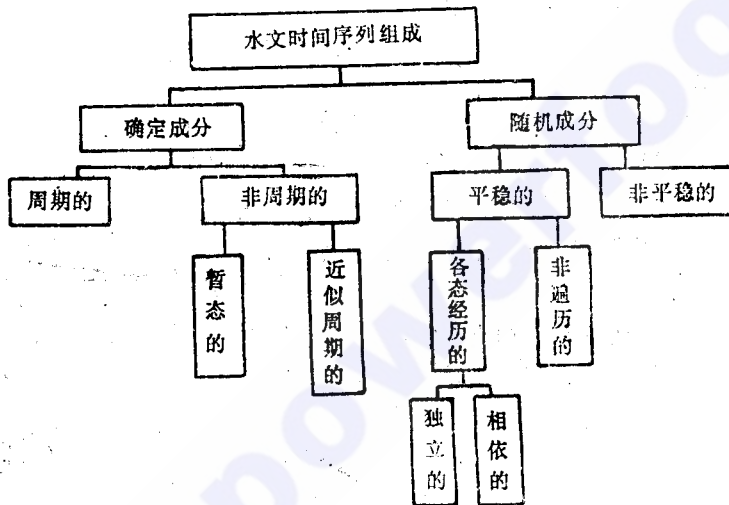 水文时间序列组成
确定成分
随机成分
周期的
非周期的
平稳的
非平稳的
暂态的
近似周期的
各态经历的
非遍历的
独立的
相依的